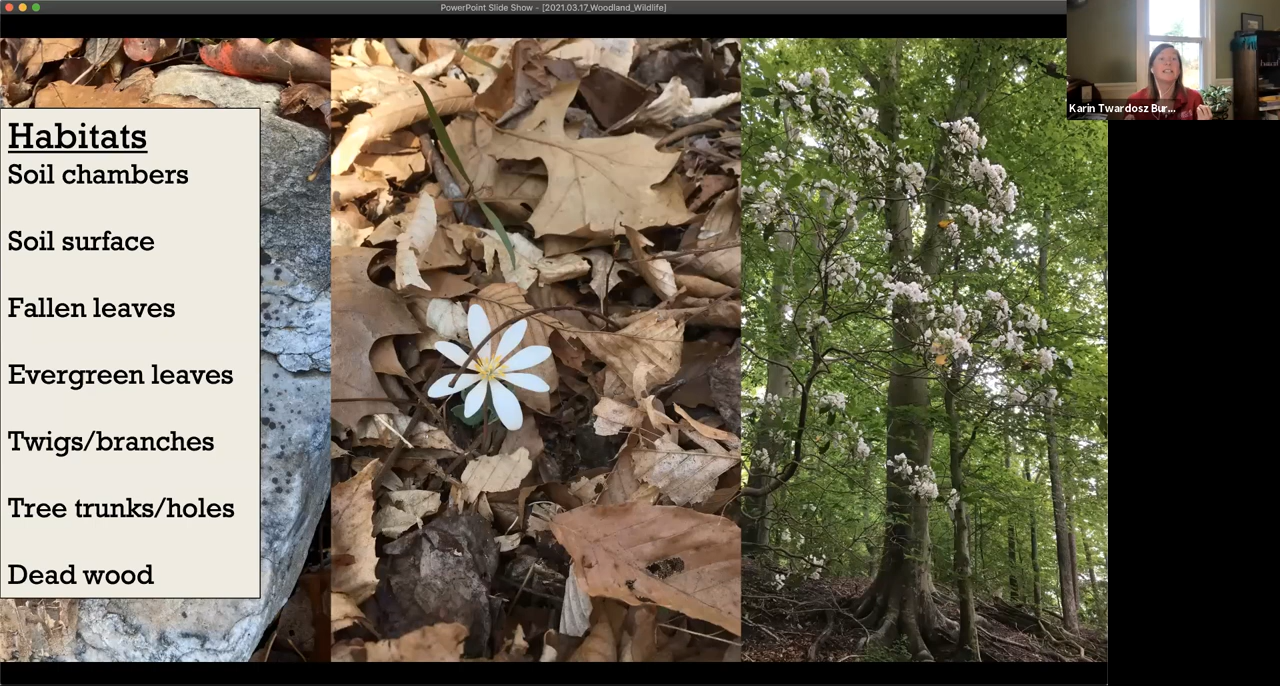 PowerPoint Slide Show - [2021.03.17_Woodland_Wildlife]
Karin Twardosz Bur...
Habitats
Soil chambers
Soil surface
Fallen leaves
Evergreen leaves
Twigs/branches
Tree trunks/holes
Dead wood